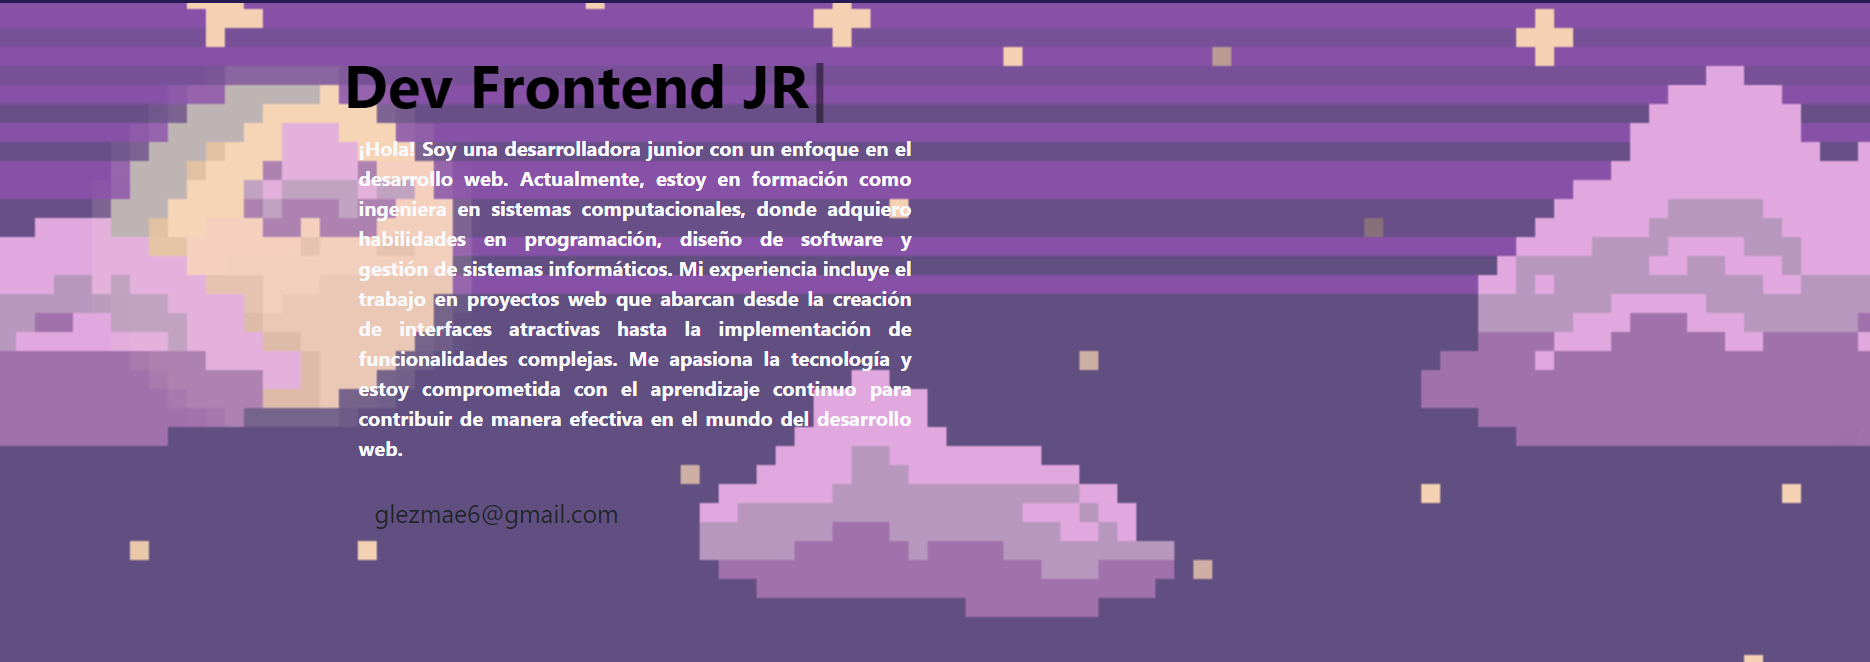 Dev Frontend JR|
¡Hola! Soy una desarrolladora junior con un enfoque en el
desarrollo web. Actualmente, estoy en formación como
ingeniera en sistemas computacionales, donde adquiero
habilidades en programación, diseño de software y
gestión de sistemas informáticos. Mi experiencia incluye el
trabajo en proyectos web que abarcan desde la creación
de interfaces atractivas hasta la implementación de
funcionalidades complejas. Me apasiona la tecnología y
estoy comprometida con el aprendizaje continuo para
contribuir de manera efectiva en el mundo del desarrollo
web.
glezmae6@gmail.com